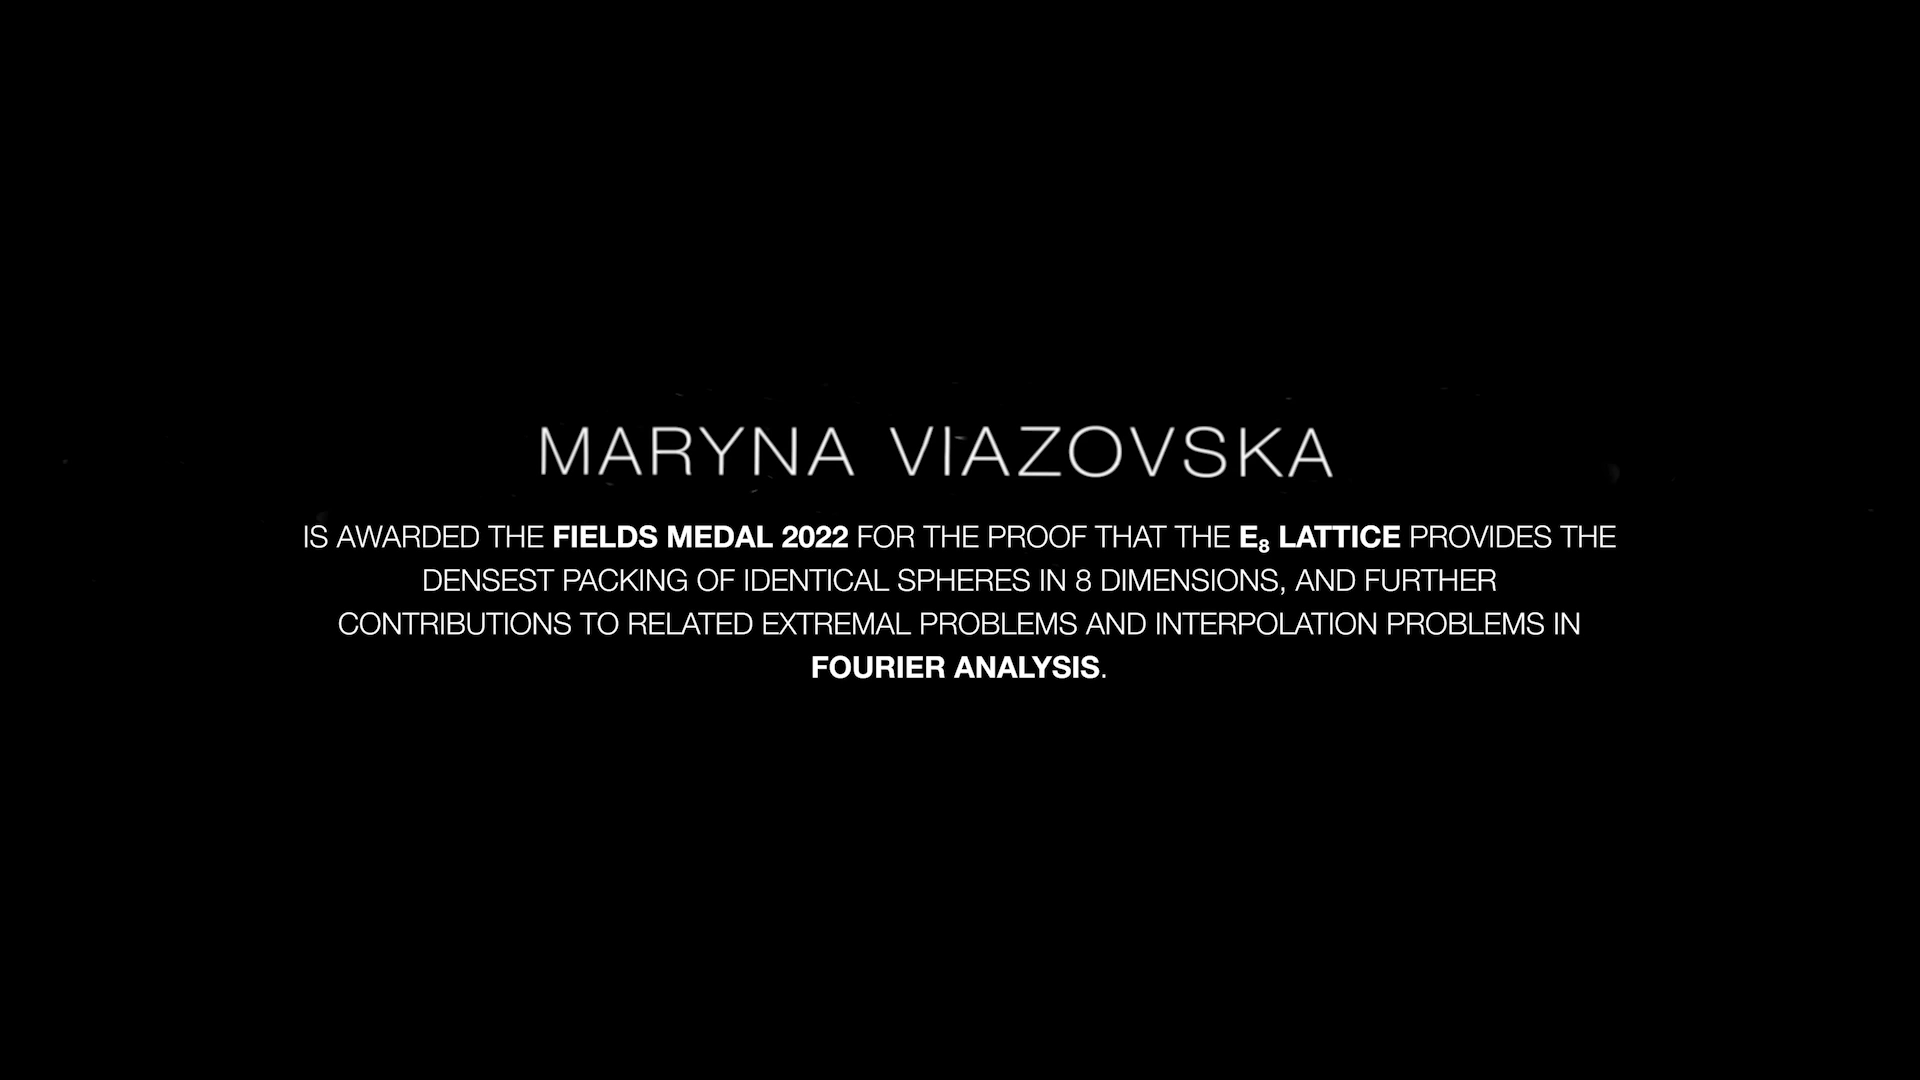 MARYNA VIAZOVSKA
IS AWARDED THE FIELDS MEDAL 2022 FOR THE PROOF THAT THE E₈ LATTICE PROVIDES THE
DENSEST PACKING OF IDENTICAL SPHERES IN 8 DIMENSIONS, AND FURTHER
CONTRIBUTIONS TO RELATED EXTREMAL PROBLEMS AND INTERPOLATION PROBLEMS IN
FOURIER ANALYSIS.